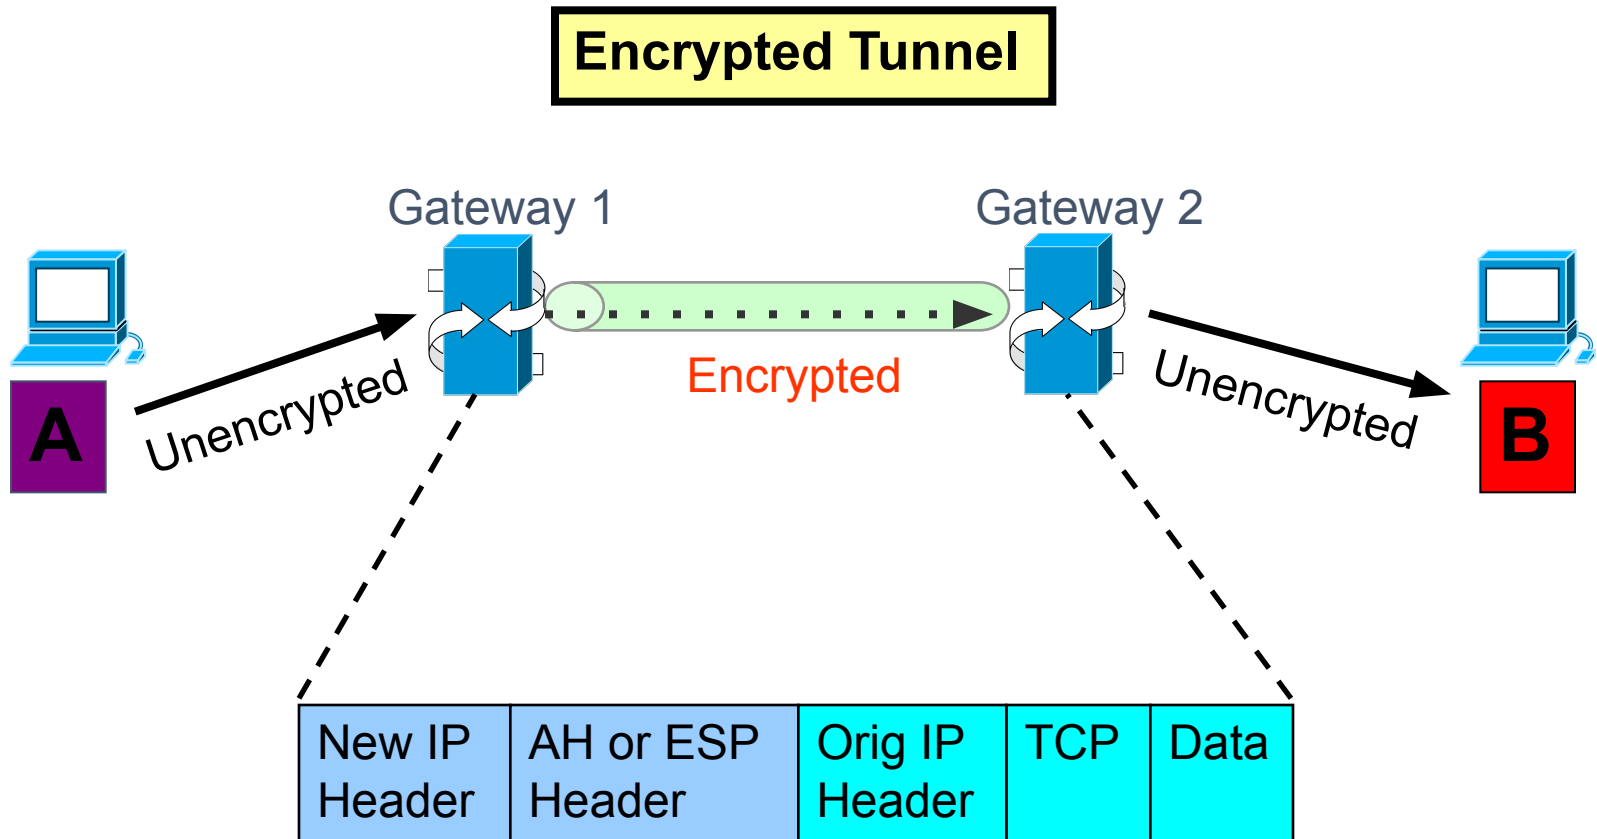 Encrypted Tunnel
Gateway 1
Gateway 2
Unencrypted
Encrypted
Unencrypted
A
B
New IP
Header
AH or ESP
Header
Orig IP
Header
TCP
Data